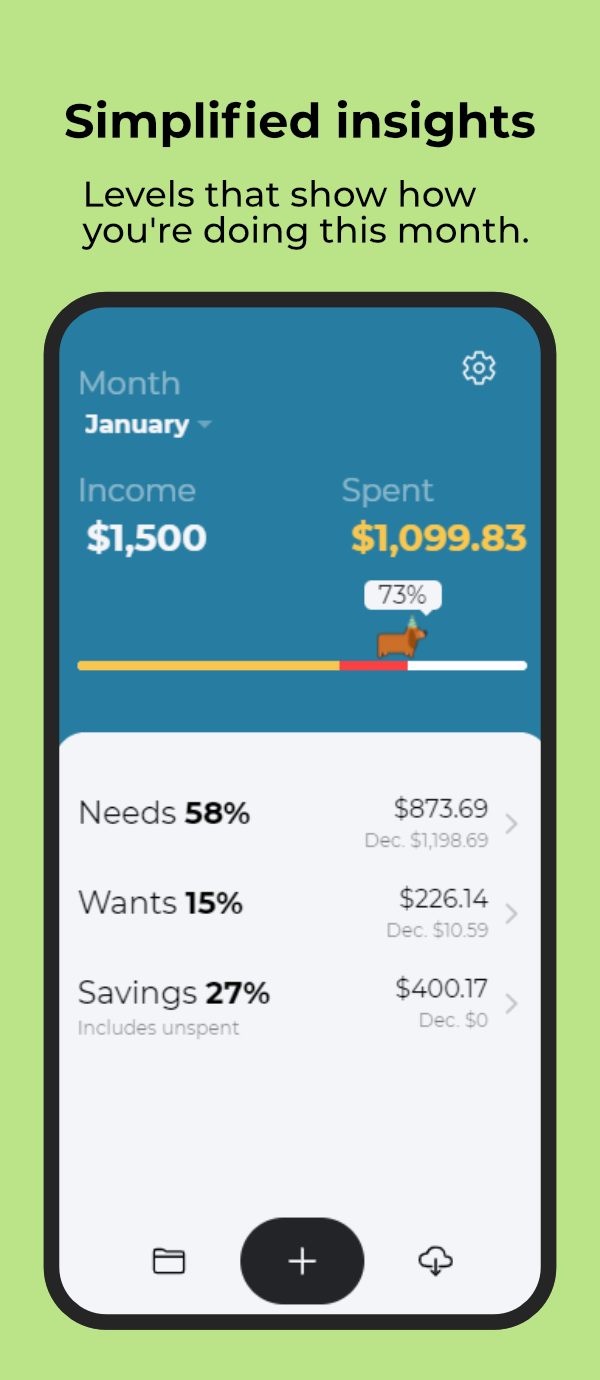 Simplified insights
Levels that show how
you're doing this month.
Month
January
Income
Spent
$1,500
$1,099.83
73%
Needs 58%
$873.69
Dec. $1,198.69
Wants 15%
$226.14
Dec. $10.59
Savings 27%
$400.17
Includes unspent
Dec. $0